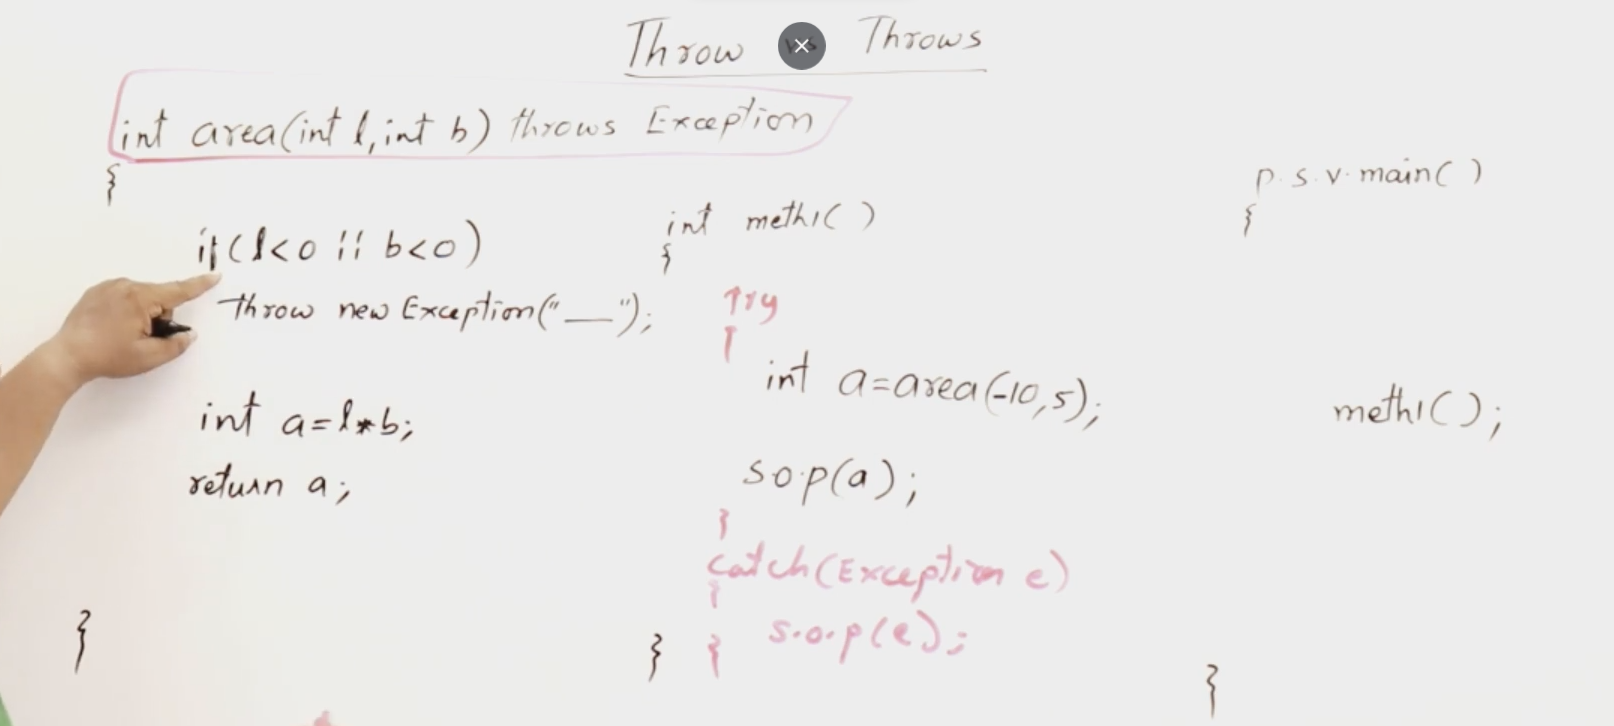 Throw vs Throws
int area(int l, int b) throws Exception
{
if(l<0 || b<0)
throw new Exception("__");
int a=l*b;
return a;
}
int meth1( )
{
Try
{
int a=area(-10,5);
s.o.p(a);
}
catch(Exception e)
{
s.o.p(e);
}
}
p.s.v.main( )
{
meth1( );
}